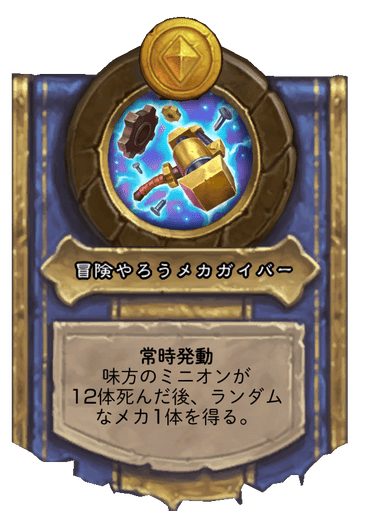 冒険やろうメカガイバー
常時発動
味方のミニオンが
12体死んだ後、ランダム
なメカ1体を得る。